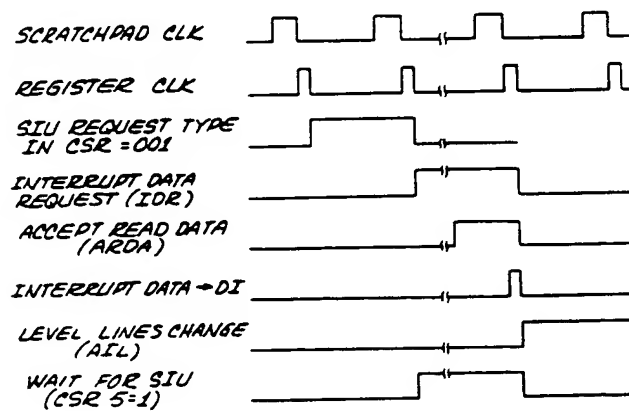 SCRATCHPAD CLK
REGISTER CLK
SIU REQUEST TYPE
IN CSR = 001
INTERRUPT DATA
REQUEST (IDR)
ACCEPT READ DATA
(ARDA)
INTERRUPT DATA → DI
LEVEL LINES CHANGE
(AIL)
WAIT FOR SIU
(CSR 5=1)